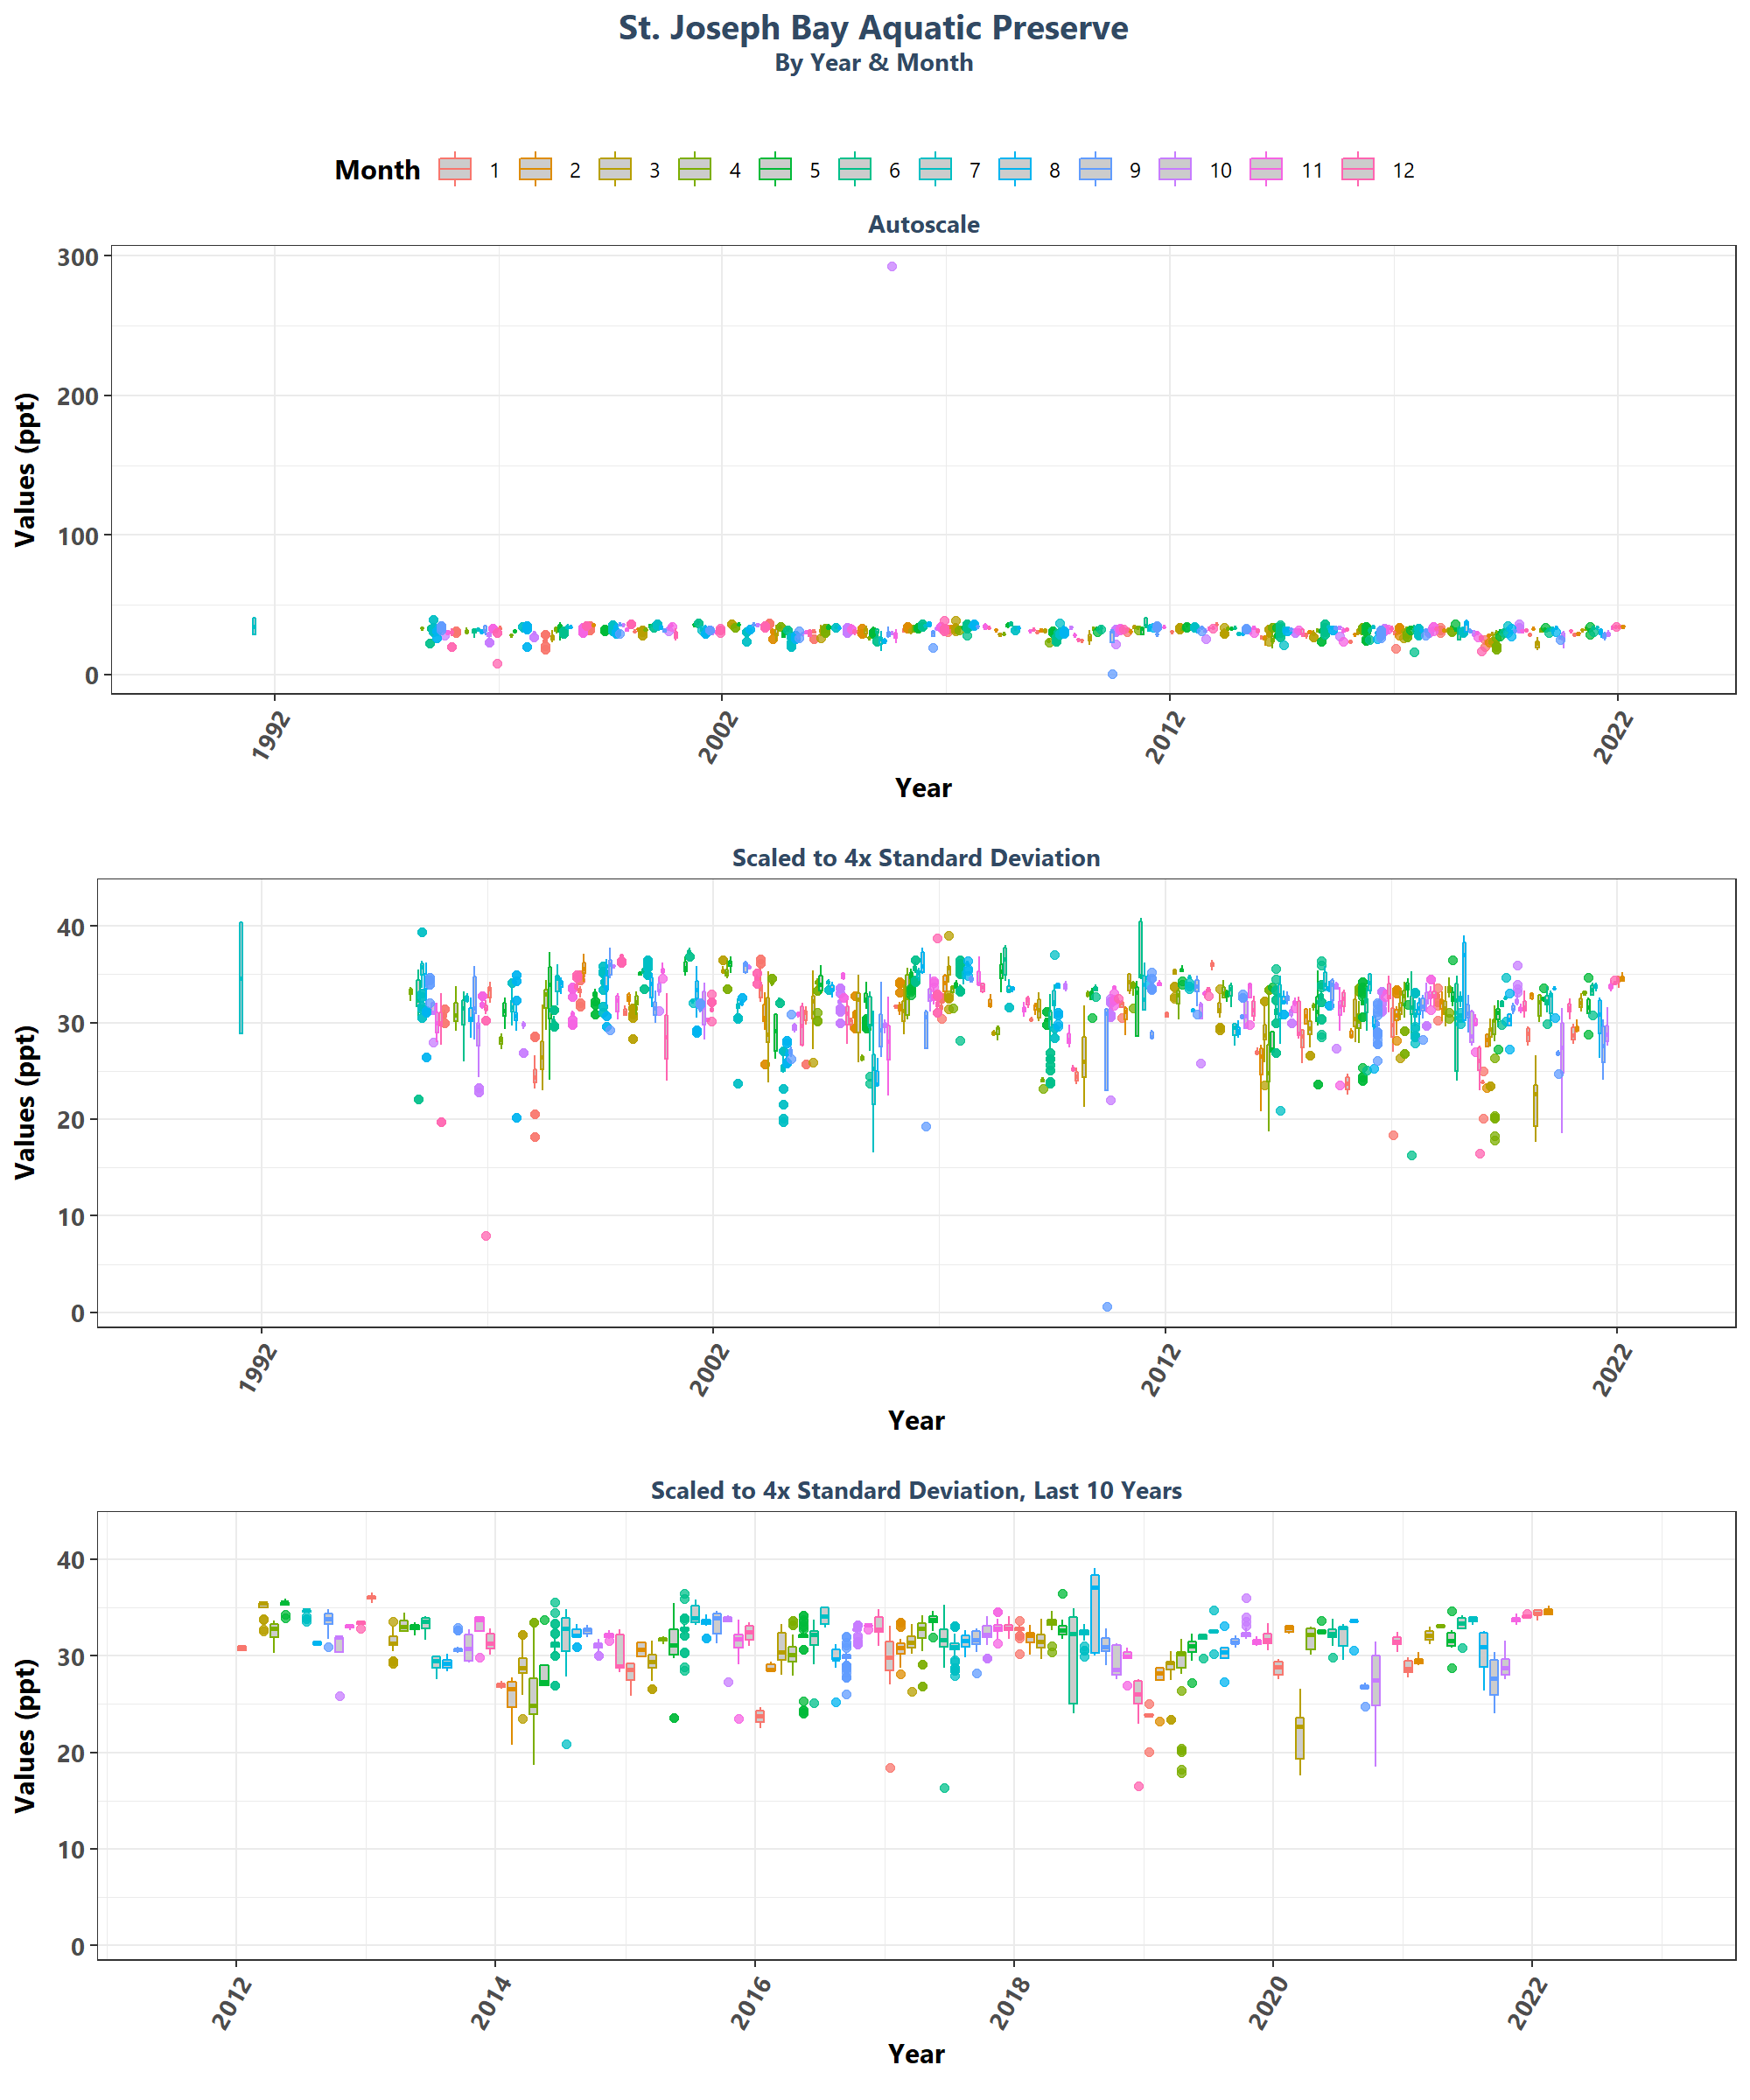 St. Joseph Bay Aquatic Preserve
By Year & Month
Month 1 2 3 4 5 6 7 8 9 10 11 12
Autoscale
300
200
100
0
Values (ppt)
1992 2002 2012 2022
Year
Scaled to 4x Standard Deviation
40
30
20
10
0
Values (ppt)
1992 2002 2012 2022
Year
Scaled to 4x Standard Deviation, Last 10 Years
40
30
20
10
0
Values (ppt)
2012 2014 2016 2018 2020 2022
Year